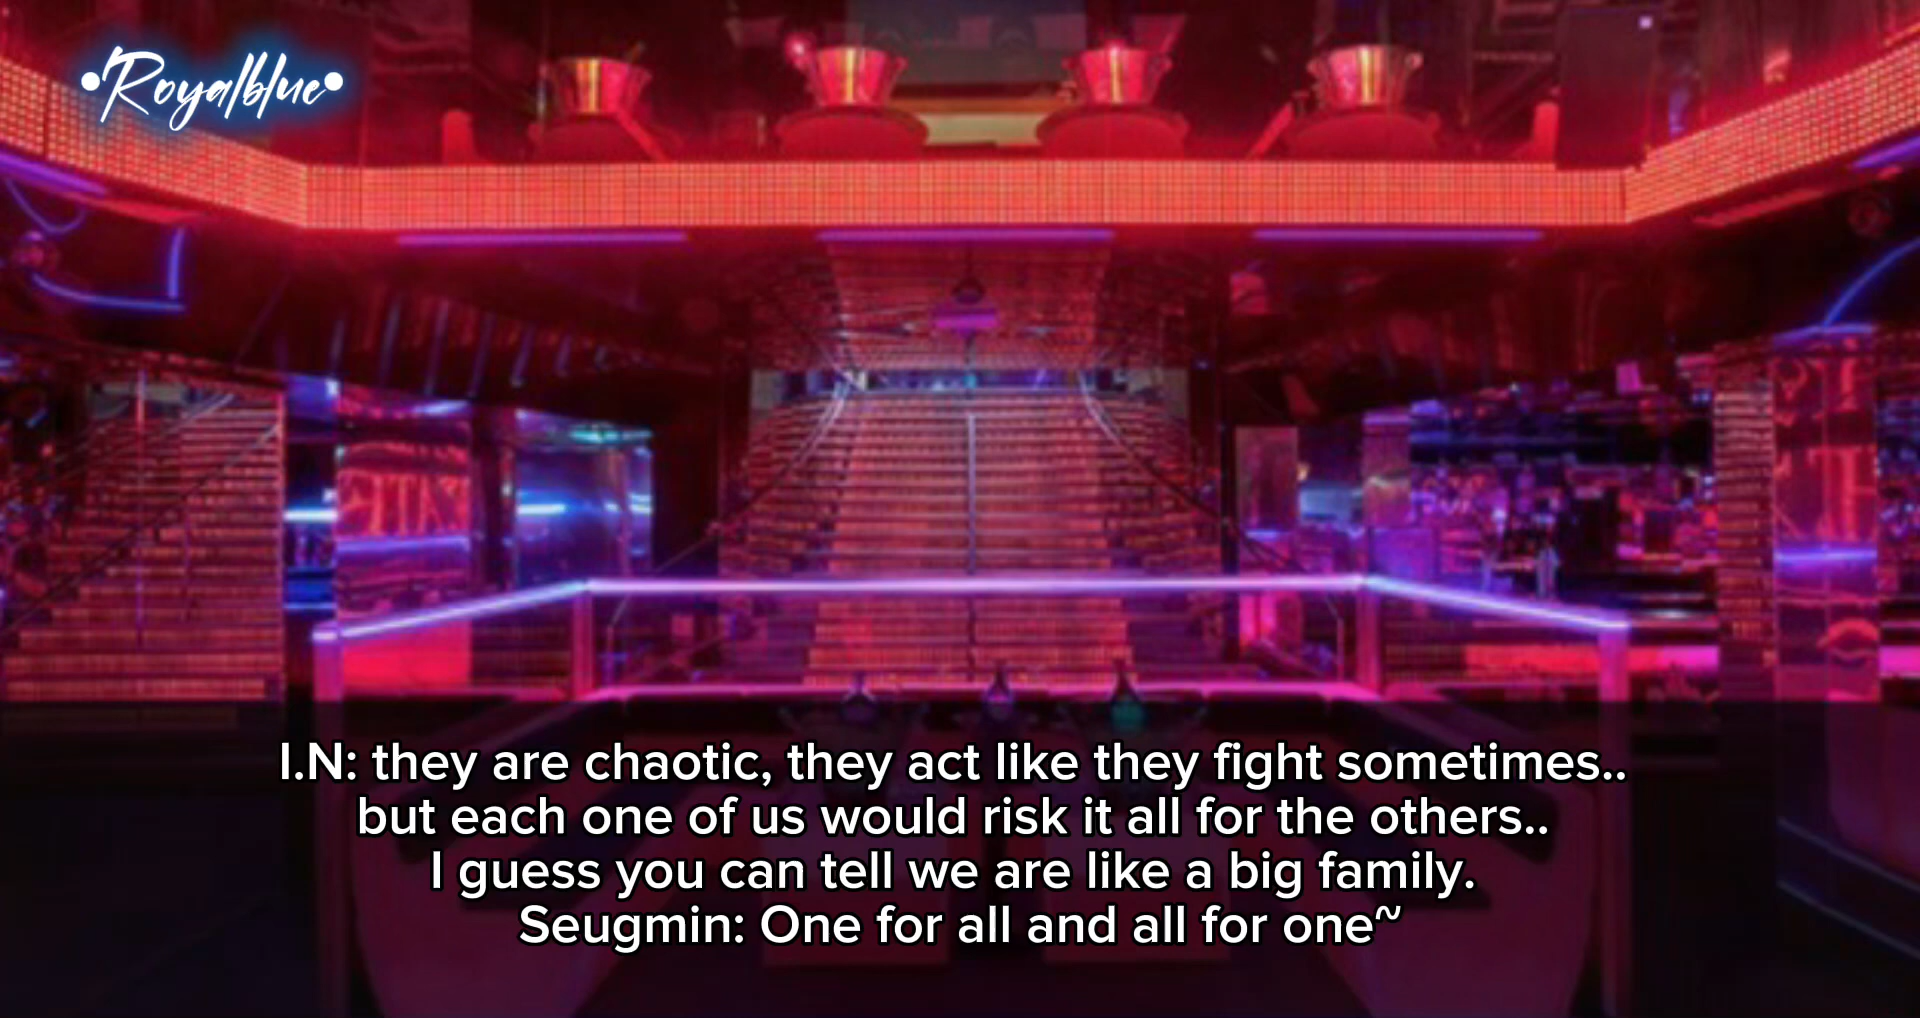 •Royalblue•
I.N: they are chaotic, they act like they fight sometimes..
but each one of us would risk it all for the others..
I guess you can tell we are like a big family.
Seugmin: One for all and all for one~